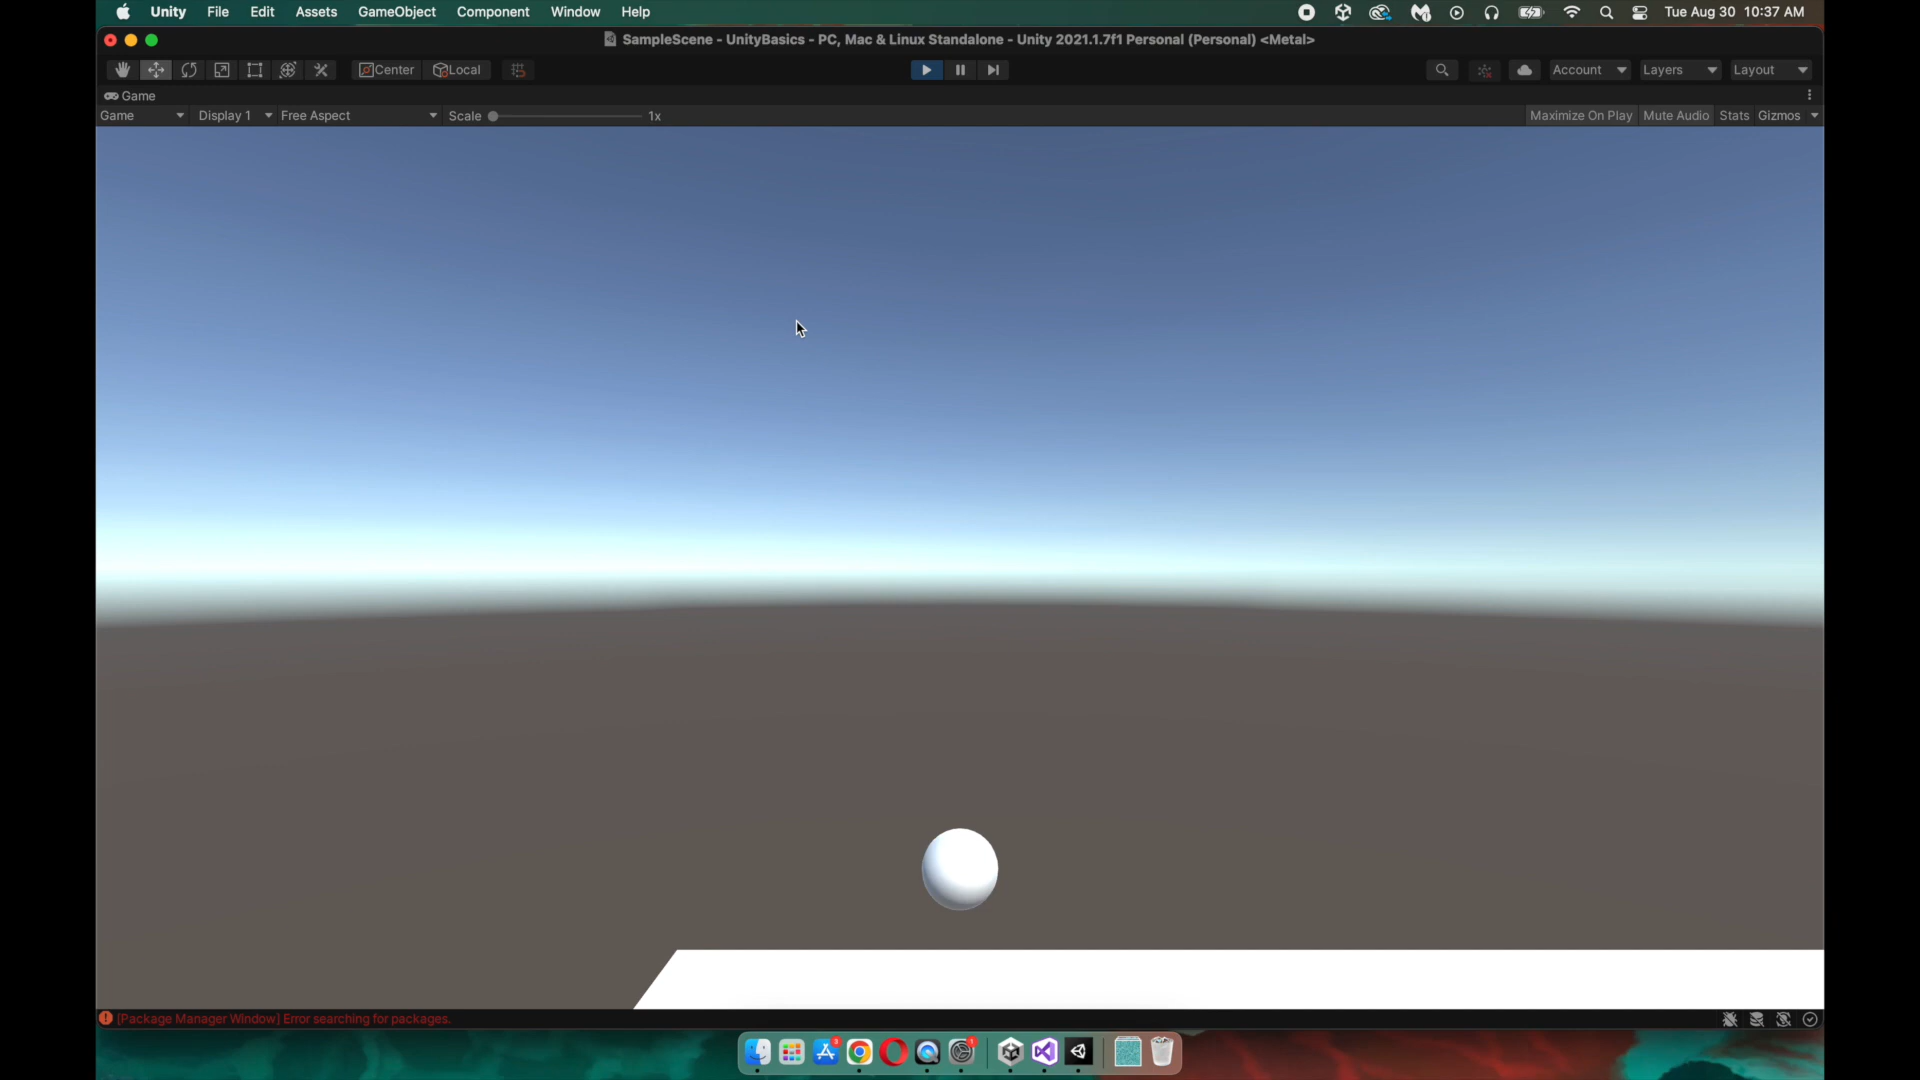 Unity File Edit Assets GameObject Component Window Help Tue Aug 30 10:37 AM
SampleScene - UnityBasics - PC, Mac & Linux Standalone - Unity 2021.1.7f1 Personal (Personal) <Metal>
Center Local Account Layers Layout
Game
Game Display 1 Free Aspect Scale 1x Maximize On Play Mute Audio Stats Gizmos
[Package Manager Window] Error searching for packages.
3 1